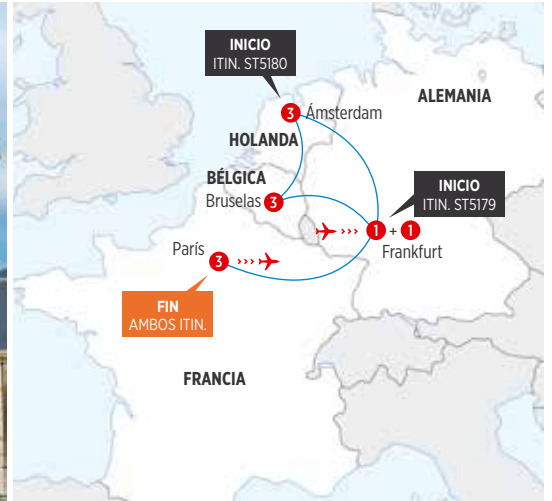 INICIO
ITIN. ST5180
ALEMANIA
3 Ámsterdam
HOLANDA
BÉLGICA
Bruselas 3
INICIO
ITIN. ST5179
1 + 1
Frankfurt
París
3
FIN
AMBOS ITIN.
FRANCIA